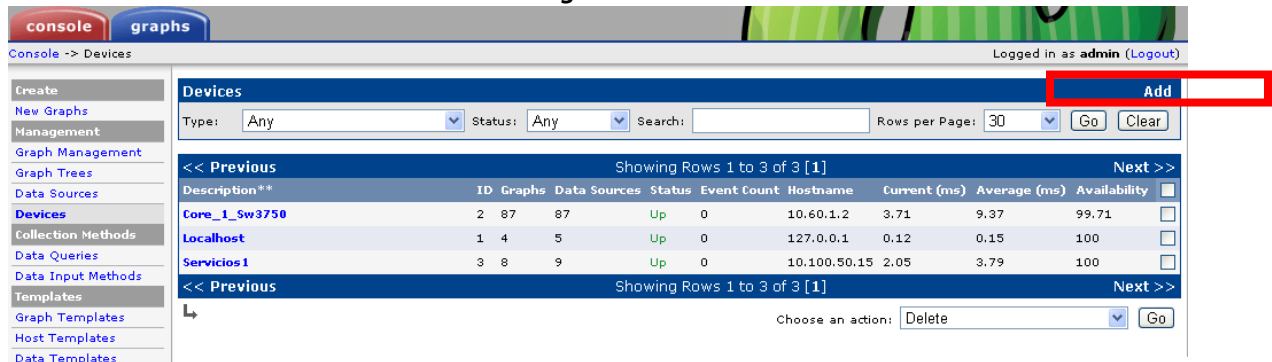 console graphs
Console -> Devices Logged in as admin (Logout)
Create
New Graphs
Management
Graph Management
Graph Trees
Data Sources
Devices
Collection Methods
Data Queries
Data Input Methods
Templates
Graph Templates
Host Templates
Data Templates
Devices Add
Type: Any Status: Any Search: Rows per Page: 30 Go Clear
<< Previous Showing Rows 1 to 3 of 3 [1] Next >>
Description** ID Graphs Data Sources Status Event Count Hostname Current (ms) Average (ms) Availability
Core_1_Sw3750 2 87 87 Up 0 10.60.1.2 3.71 9.37 99.71
Localhost 1 4 5 Up 0 127.0.0.1 0.12 0.15 100
Servicios1 3 8 9 Up 0 10.100.50.15 2.05 3.79 100
<< Previous Showing Rows 1 to 3 of 3 [1] Next >>
Choose an action: Delete Go